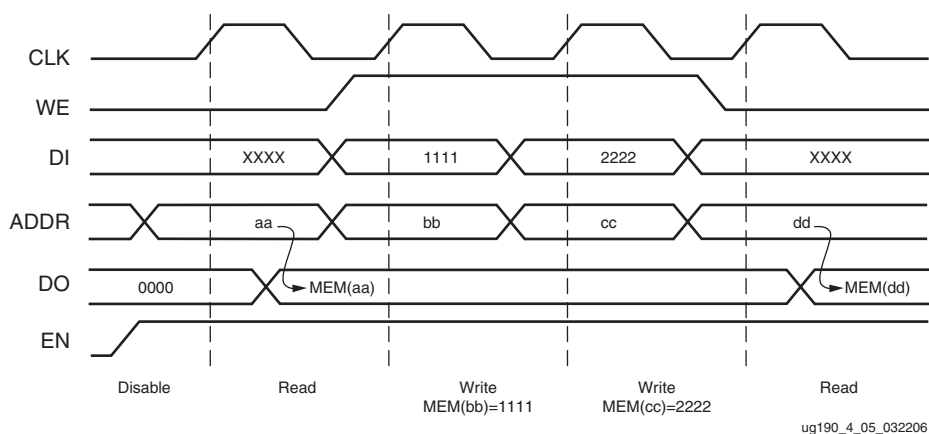 CLK
WE
DI XXXX 1111 2222 XXXX
ADDR aa bb cc dd
DO 0000 MEM(aa) MEM(dd)
EN
Disable Read Write Write Read
MEM(bb)=1111 MEM(cc)=2222
ug190_4_05_032206